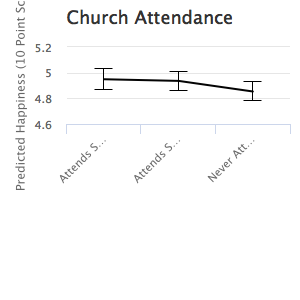 Church Attendance
Predicted Happiness (10 Point Sc
5.2
5
4.8
4.6
Attends S...
Attends S...
Never Att...